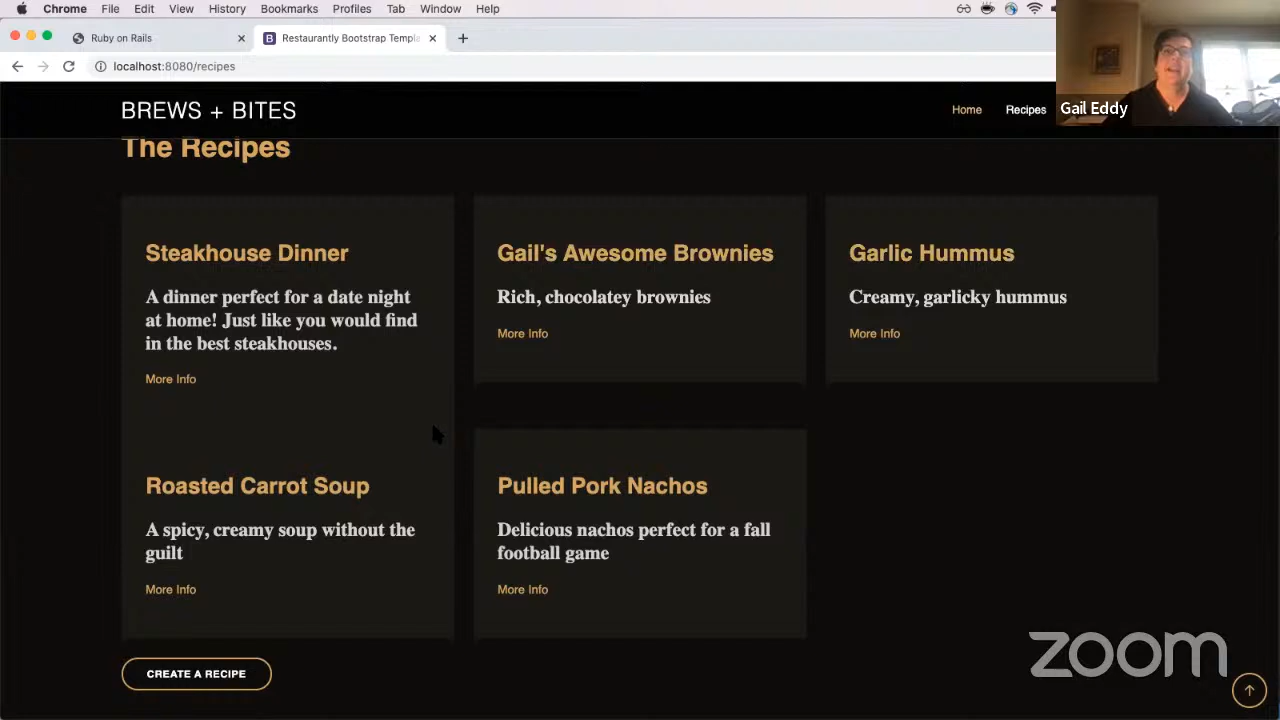 Chrome File Edit View History Bookmarks Profiles Tab Window Help
Ruby on Rails
Restaurantly Bootstrap Templa
localhost:8080/recipes
BREWS + BITES
Home Recipes
Gail Eddy
The Recipes
Steakhouse Dinner
A dinner perfect for a date night
at home! Just like you would find
in the best steakhouses.
More Info
Gail's Awesome Brownies
Rich, chocolatey brownies
More Info
Garlic Hummus
Creamy, garlicky hummus
More Info
Roasted Carrot Soup
A spicy, creamy soup without the
guilt
More Info
Pulled Pork Nachos
Delicious nachos perfect for a fall
football game
More Info
CREATE A RECIPE
zoom